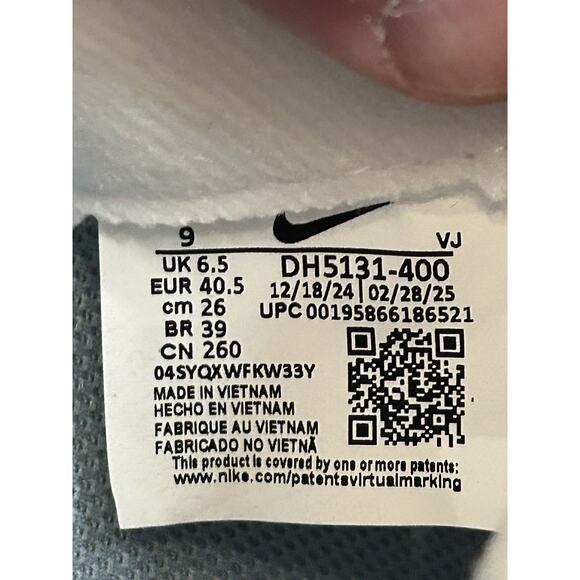 9 VJ
UK 6.5 DH5131-400
EUR 40.5 12/18/24 | 02/28/25
cm 26 UPC 00195866186521
BR 39
CN 260
04SYQXWFKW33Y
MADE IN VIETNAM
HECHO EN VIETNAM
FABRIQUE AU VIETNAM
FABRICADO NO VIETNÃ
This product is covered by one or more patents:
www.nike.com/patentsvirtualmarking